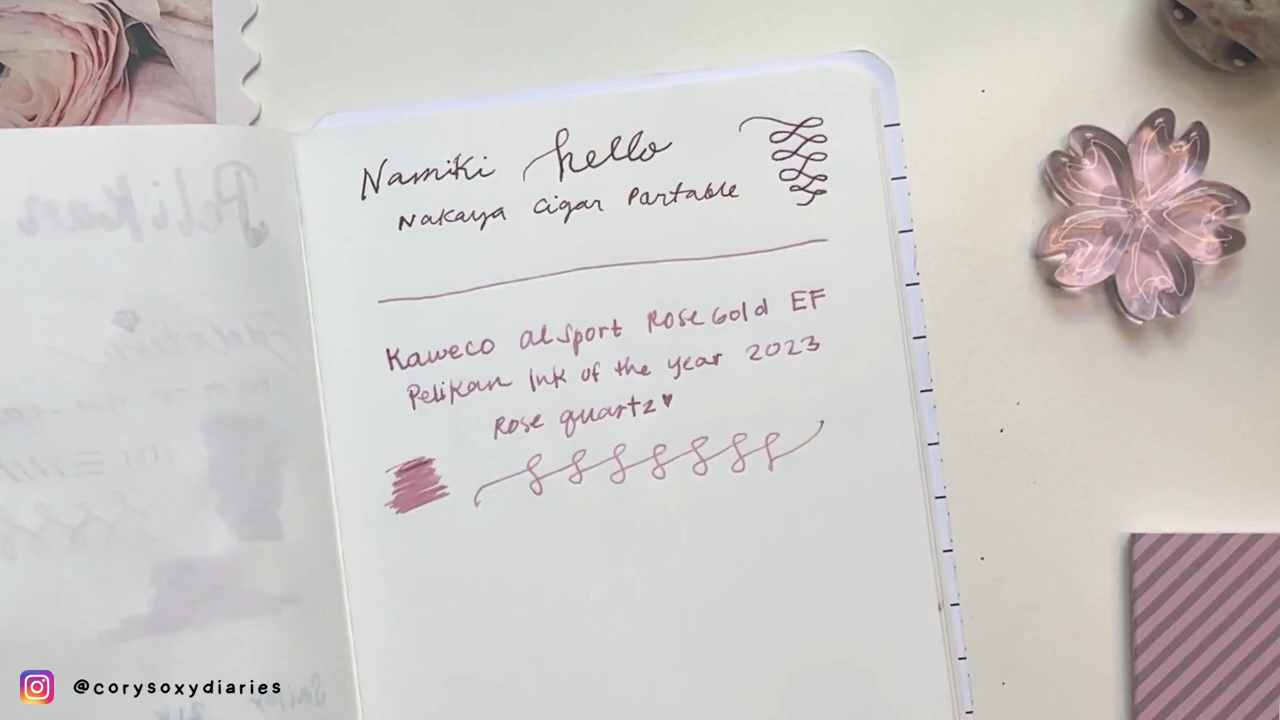 Namiki hello
Nakaya Cigar Partable
Kaweco al Sport Rose Gold EF
Pelikan Ink of the year 2023
Rose quartz♥
Pelikan
@corysoxydiaries